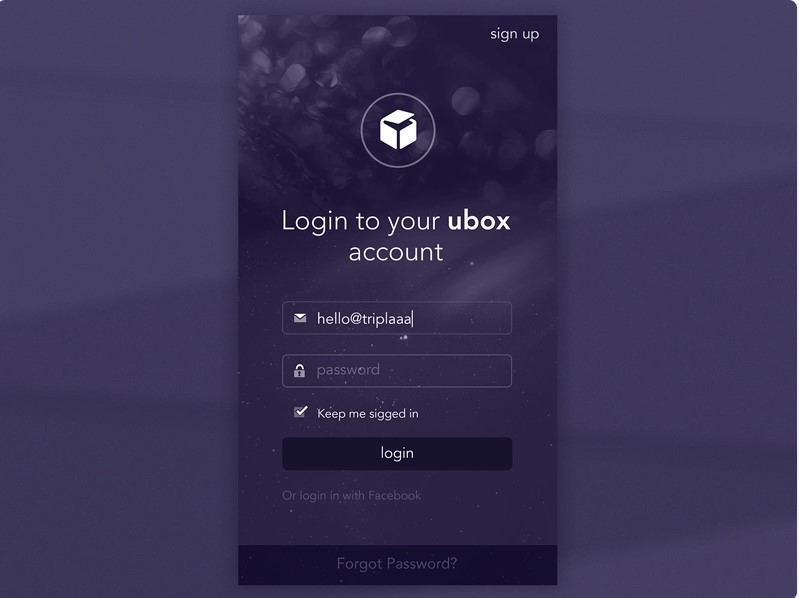 sign up
Login to your ubox
account
hello@triplaaa
password
Keep me sigged in
login
Or login in with Facebook
Forgot Password?